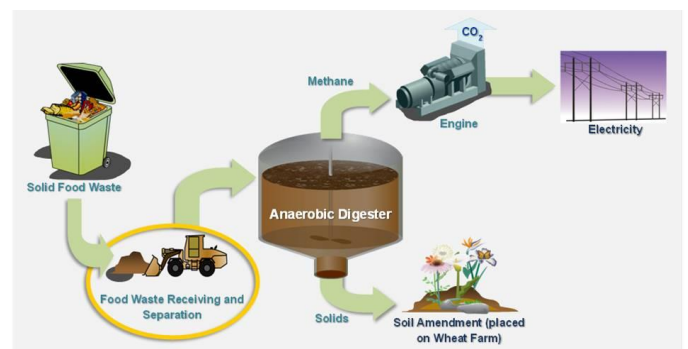 CO2
Methane
Engine
Electricity
Solid Food Waste
Anaerobic Digester
Food Waste Receiving and
Separation
Solids
Soil Amendment (placed
on Wheat Farm)